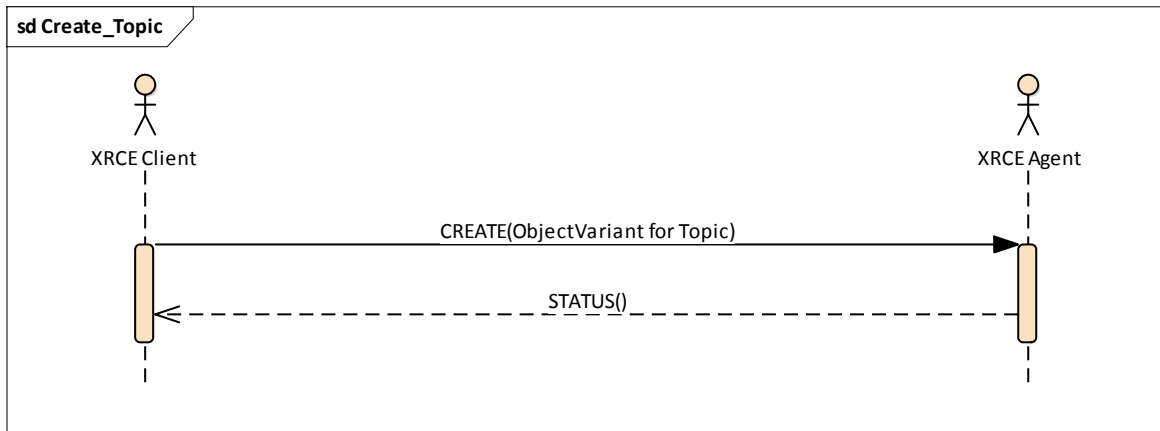 sd Create_Topic
XRCE Client
XRCE Agent
CREATE(ObjectVariant for Topic)
STATUS()